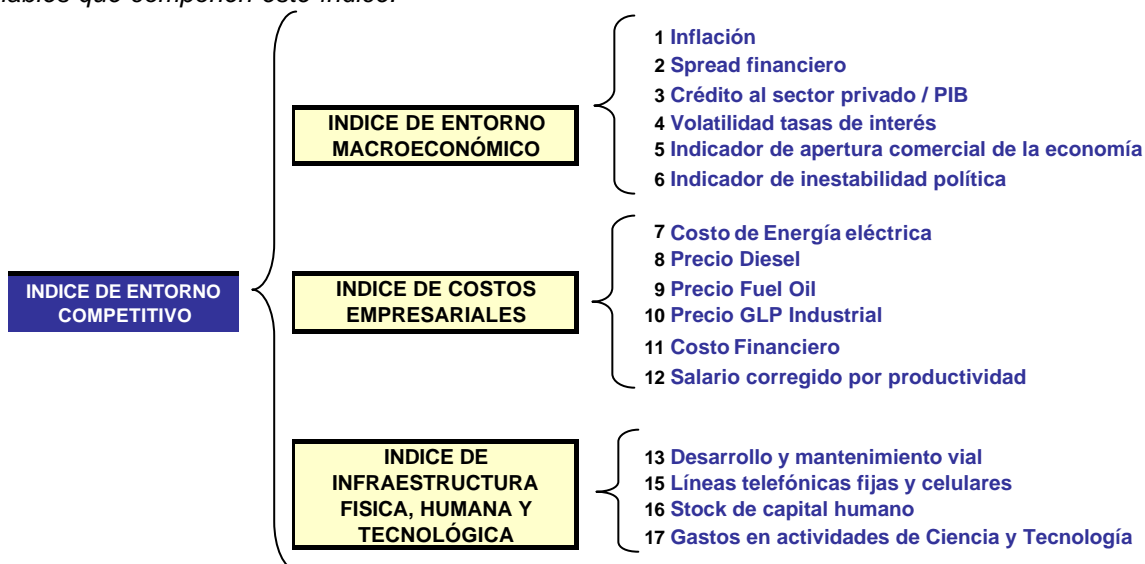 que componen este índice.
INDICE DE ENTORNO
COMPETITIVO
INDICE DE ENTORNO
MACROECONÓMICO
1 Inflación
2 Spread financiero
3 Crédito al sector privado / PIB
4 Volatilidad tasas de interés
5 Indicador de apertura comercial de la economía
6 Indicador de inestabilidad política
INDICE DE COSTOS
EMPRESARIALES
7 Costo de Energía eléctrica
8 Precio Diesel
9 Precio Fuel Oil
10 Precio GLP Industrial
11 Costo Financiero
12 Salario corregido por productividad
INDICE DE
INFRAESTRUCTURA
FISICA, HUMANA Y
TECNOLÓGICA
13 Desarrollo y mantenimiento vial
15 Líneas telefónicas fijas y celulares
16 Stock de capital humano
17 Gastos en actividades de Ciencia y Tecnología